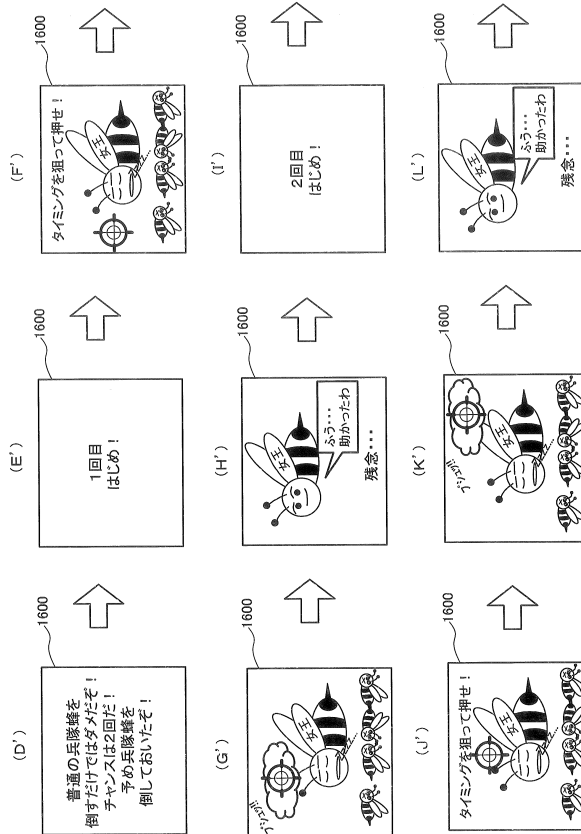 (D')
1600
普通の兵隊蜂を
倒すだけではダメだぞ！
チャンスは2回だ！
予め兵隊蜂を
倒しておいたぞ！
(E')
1600
1回目
はじめ！
(F')
1600
タイミングを狙って押せ！
女王
(G')
1600
プシュッ!!
女王
(H')
1600
女王
ふう・・・
助かったわ
残念・・・
(I')
1600
2回目
はじめ！
(J')
1600
タイミングを狙って押せ！
女王
(K')
1600
プシュッ!!
女王
(L')
1600
女王
ふう・・・
助かったわ
残念・・・